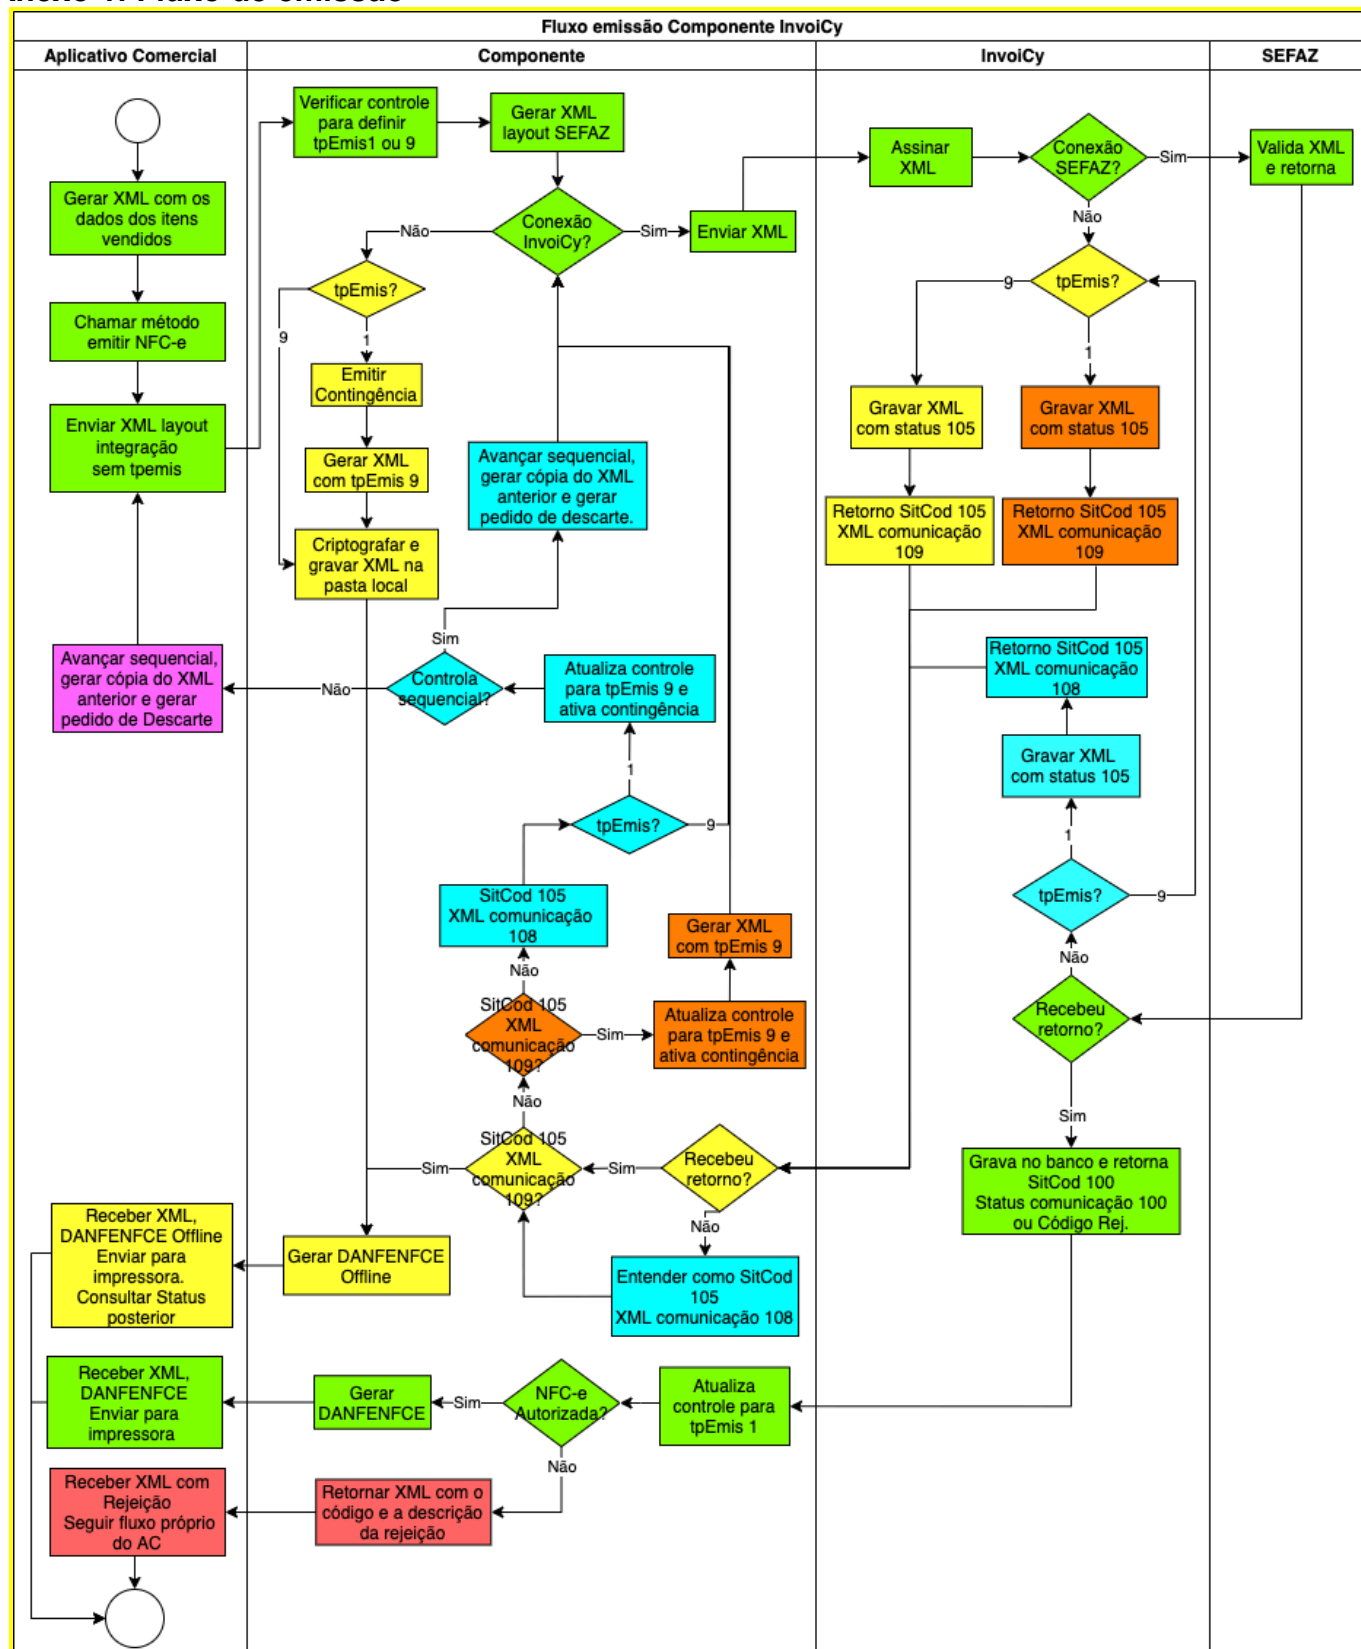 Fluxo emissão Componente InvoiCy
Aplicativo Comercial
Componente
InvoiCy
SEFAZ
Gerar XML com os
dados dos itens
vendidos
Chamar método
emitir NFC-e
Enviar XML layout
integração
sem tpemis
Avançar sequencial,
gerar cópia do XML
anterior e gerar
pedido de Descarte
Receber XML,
DANFENFCE Offline
Enviar para
impressora.
Consultar Status
posterior
Receber XML,
DANFENFCE
Enviar para
impressora
Receber XML com
Rejeição
Seguir fluxo próprio
do AC
Verificar controle
para definir
tpEmis1 ou 9
Gerar XML
layout SEFAZ
Conexão
InvoiCy?
Não
Sim
Enviar XML
tpEmis?
9
1
Emitir
Contingência
Gerar XML
com tpEmis 9
Criptografar e
gravar XML na
pasta local
Avançar sequencial,
gerar cópia do XML
anterior e gerar
pedido de descarte.
Sim
Controla
sequencial?
Não
Atualiza controle
para tpEmis 9 e
ativa contingência
1
tpEmis?
9
SitCod 105
XML comunicação
108
Não
Gerar XML
com tpEmis 9
SitCod 105
XML
comunicação
109?
Sim
Atualiza controle
para tpEmis 9 e
ativa contingência
Não
SitCod 105
XML
comunicação
109?
Sim
Sim
Recebeu
retorno?
Não
Entender como SitCod
105
XML comunicação 108
Gerar DANFENFCE
Offline
Gerar
DANFENFCE
Sim
NFC-e
Autorizada?
Atualiza
controle para
tpEmis 1
Não
Retornar XML com o
código e a descrição
da rejeição
Assinar
XML
Conexão
SEFAZ?
Sim
Não
tpEmis?
9
1
Gravar XML
com status 105
Gravar XML
com status 105
Retorno SitCod 105
XML comunicação
109
Retorno SitCod 105
XML comunicação
109
Retorno SitCod 105
XML comunicação
108
Gravar XML
com status 105
1
tpEmis?
9
Não
Recebeu
retorno?
Sim
Grava no banco e retorna
SitCod 100
Status comunicação 100
ou Código Rej.
Valida XML
e retorna